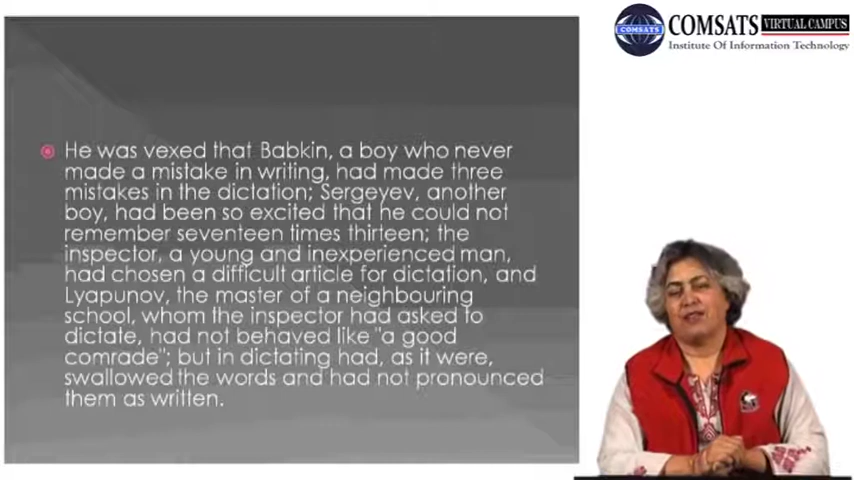 COMSATS VIRTUAL CAMPUS
Institute Of Information Technology
COMSATS
He was vexed that Babkin, a boy who never
made a mistake in writing, had made three
mistakes in the dictation; Sergeyev, another
boy, had been so excited that he could not
remember seventeen times thirteen; the
inspector, a young and inexperienced man,
had chosen a difficult article for dictation, and
Lyapunov, the master of a neighbouring
school, whom the inspector had asked to
dictate, had not behaved like "a good
comrade"; but in dictating had, as it were,
swallowed the words and had not pronounced
them as written.